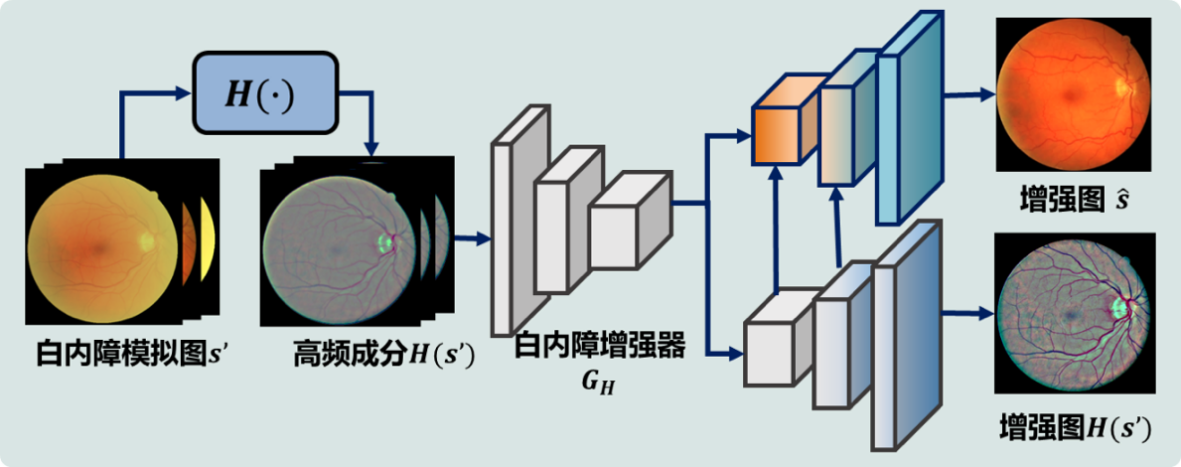 H(·)
白内障模拟图s’
高频成分H(s’)
白内障增强器
G_H
增强图 ŝ
增强图H(s’)